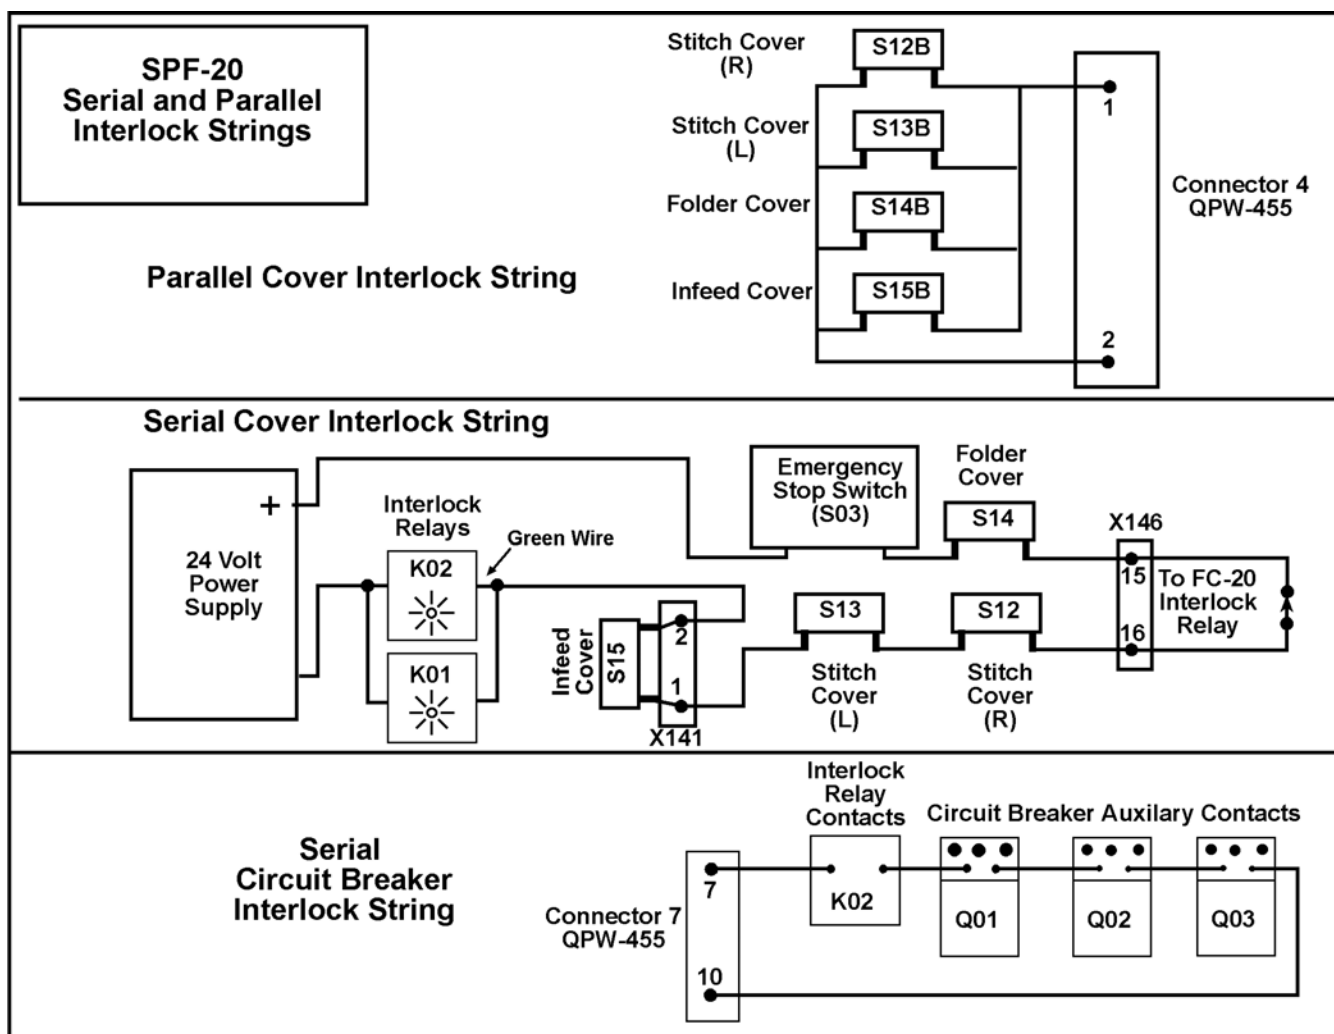 SPF-20
Serial and Parallel
Interlock Strings
Parallel Cover Interlock String
Stitch Cover
(R)
S12B
Stitch Cover
(L)
S13B
Folder Cover
S14B
Infeed Cover
S15B
1
2
Connector 4
QPW-455
Serial Cover Interlock String
+
24 Volt
Power
Supply
Interlock
Relays
K02
K01
Green Wire
Infeed
Cover
S15
2
1
X141
Emergency
Stop Switch
(S03)
Folder
Cover
S14
S13
Stitch
Cover
(L)
S12
Stitch
Cover
(R)
X146
15
16
To FC-20
Interlock
Relay
Serial
Circuit Breaker
Interlock String
Connector 7
QPW-455
7
10
Interlock
Relay
Contacts
K02
Circuit Breaker Auxilary Contacts
Q01
Q02
Q03